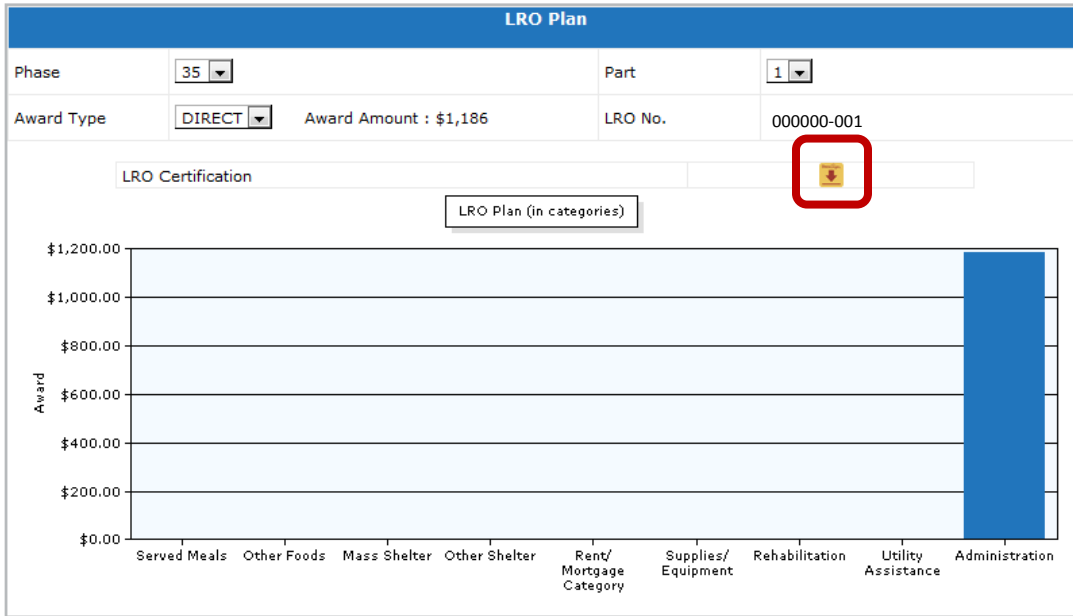 LRO Plan
Phase 35 Part 1
Award Type DIRECT Award Amount : $1,186 LRO No. 000000-001
LRO Certification
LRO Plan (in categories)
$1,200.00
$1,000.00
$800.00
$600.00
$400.00
$200.00
$0.00
Award
Served Meals Other Foods Mass Shelter Other Shelter Rent/ Mortgage Category Supplies/ Equipment Rehabilitation Utility Assistance Administration